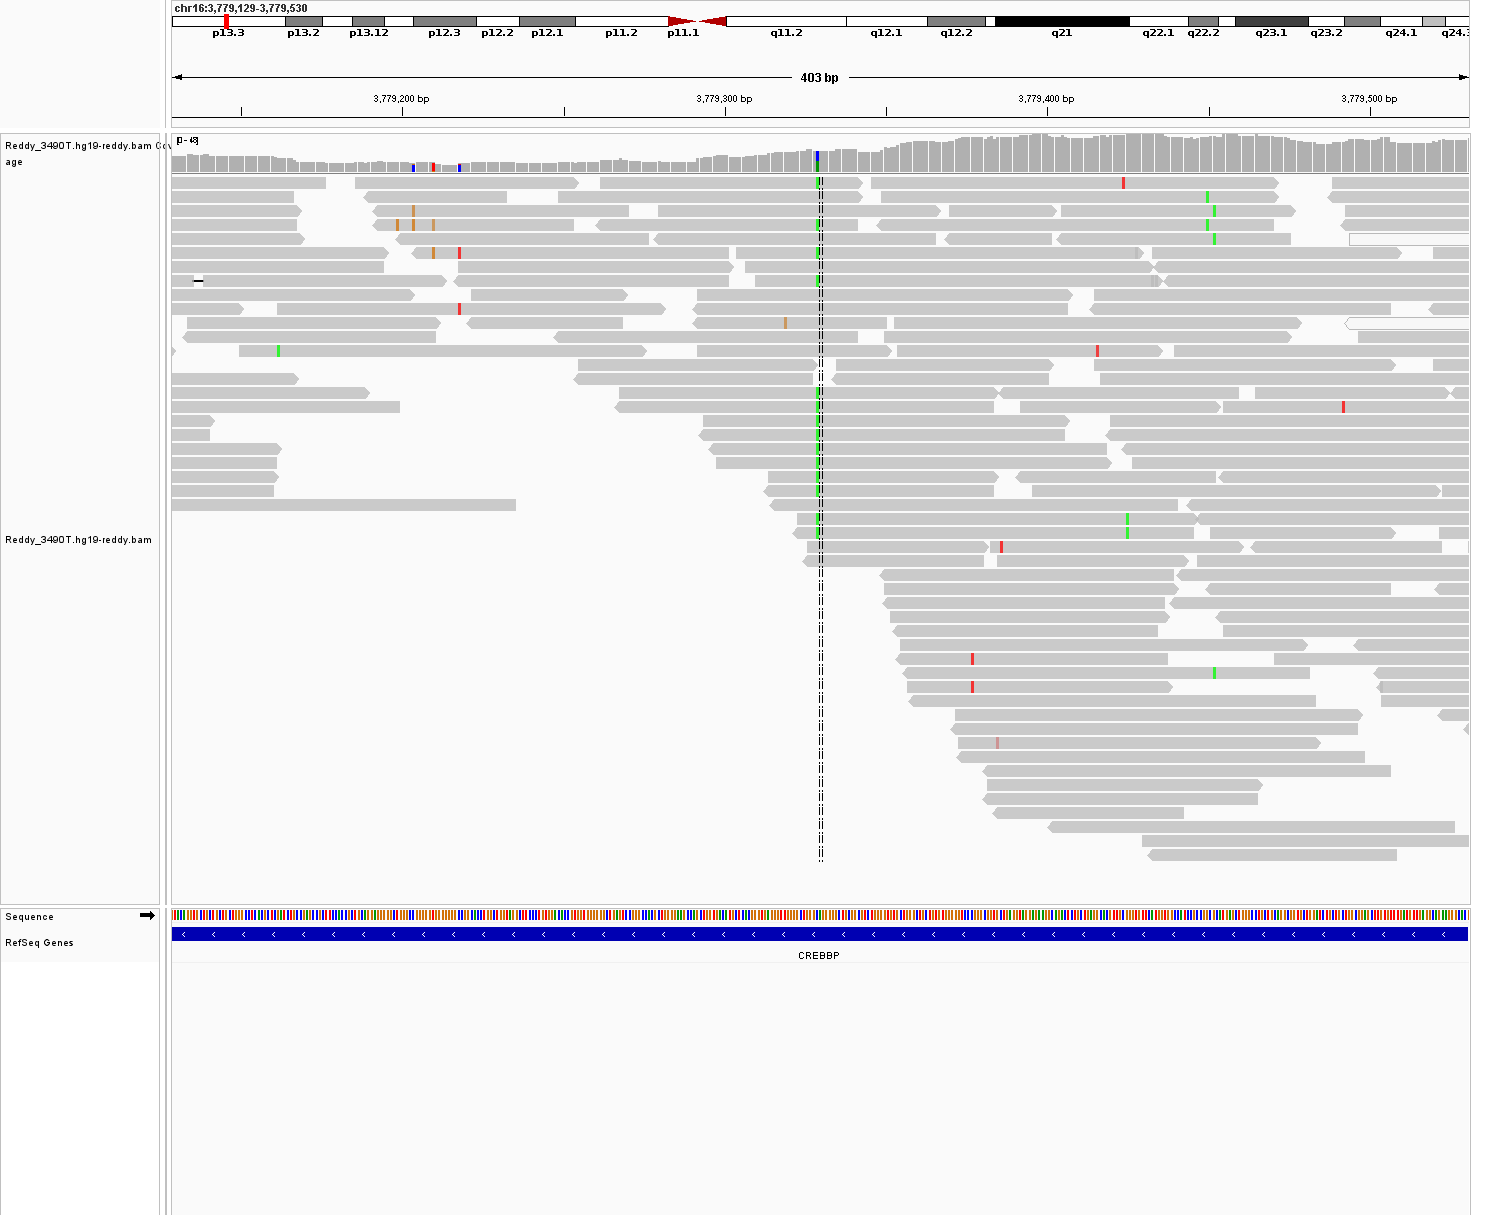 chr16:3,779,129-3,779,530
p13.3 p13.2 p13.12 p12.3 p12.2 p12.1 p11.2 p11.1 q11.2 q12.1 q12.2 q21 q22.1 q22.2 q23.1 q23.2 q24.1 q24.3
403 bp
3,779,200 bp 3,779,300 bp 3,779,400 bp 3,779,500 bp
Reddy_3490T.hg19-reddy.bam Cov
age
Reddy_3490T.hg19-reddy.bam
Sequence
RefSeq Genes
CREBBP